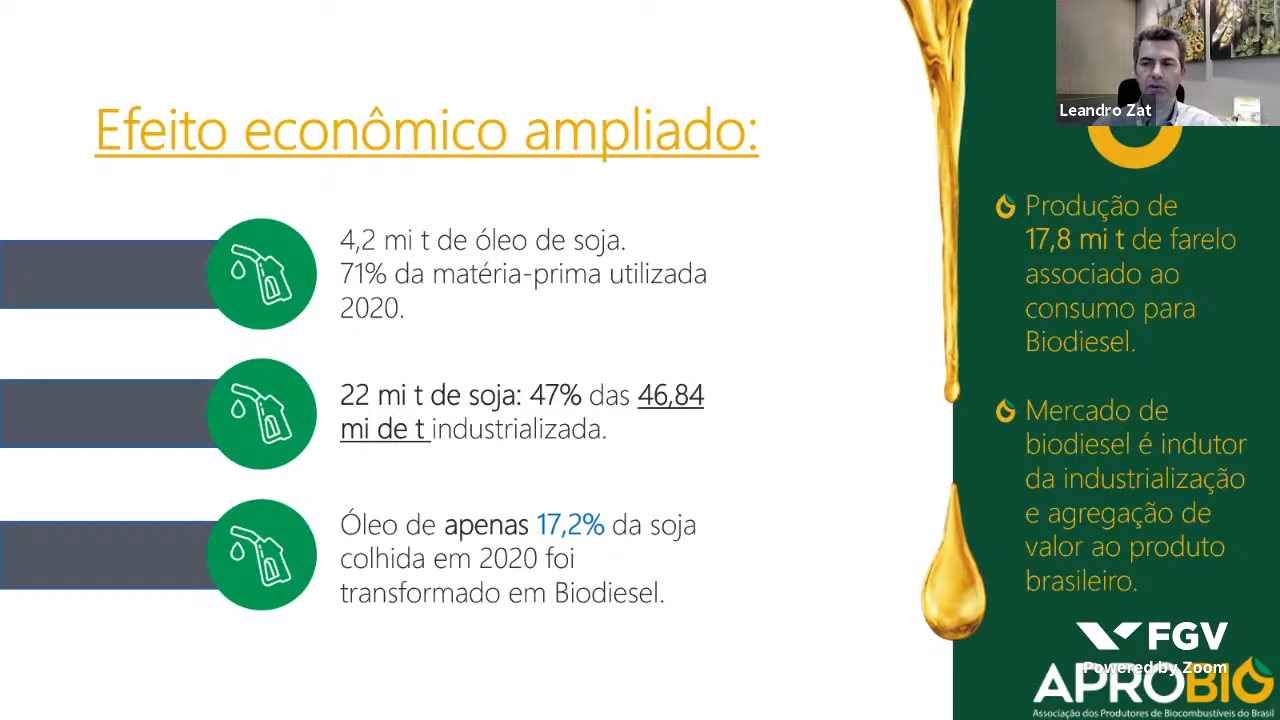 Efeito econômico ampliado:
4,2 mi t de óleo de soja.
71% da matéria-prima utilizada
2020.
22 mi t de soja: 47% das 46,84
mi de t industrializada.
Óleo de apenas 17,2% da soja
colhida em 2020 foi
transformado em Biodiesel.
Leandro Zat
Produção de
17,8 mi t de farelo
associado ao
consumo para
Biodiesel.
Mercado de
biodiesel é indutor
da industrialização
e agregação de
valor ao produto
brasileiro.
FGV
Powered by Zoom
APROBIO
Associação dos Produtores de Biocombustíveis do Brasil